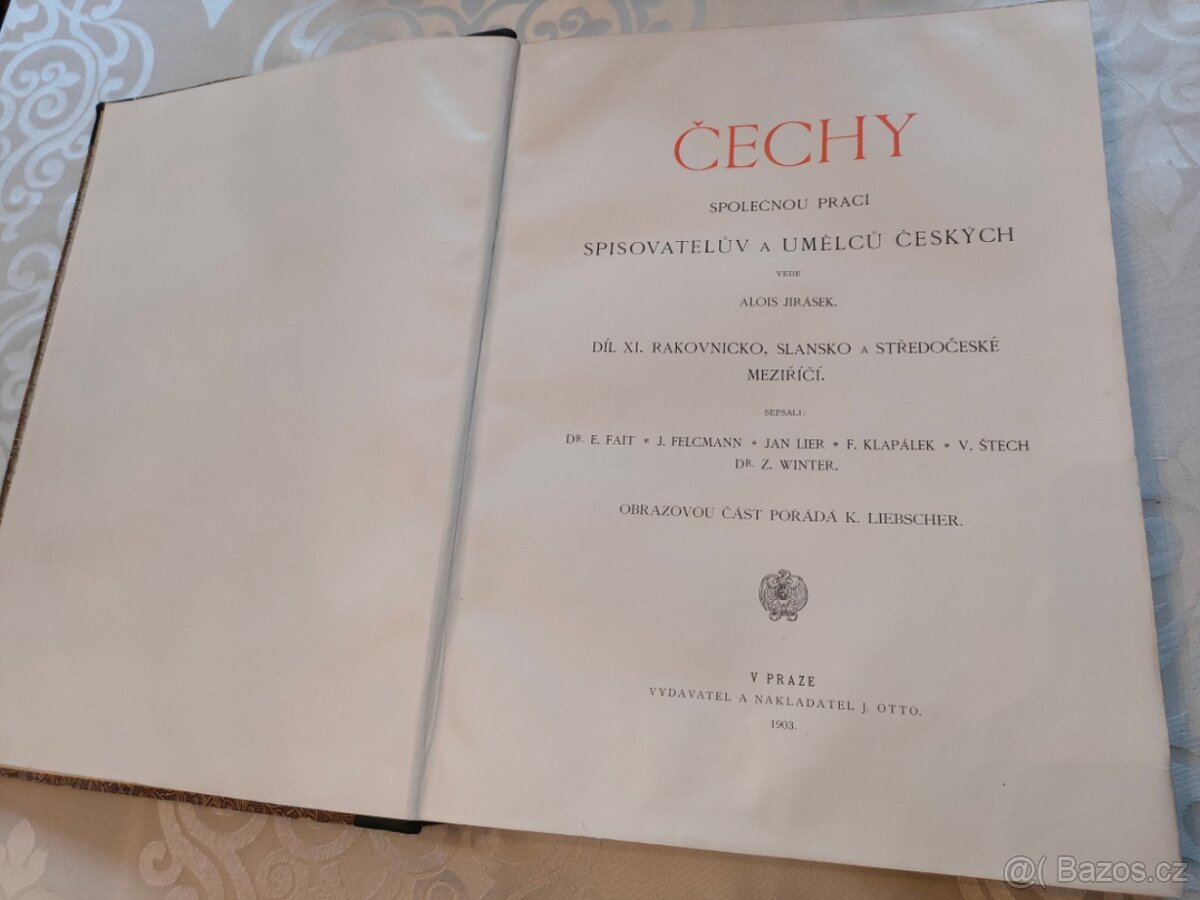 ČECHY
SPOLEČNOU PRACÍ
SPISOVATELŮV A UMĚLCŮ ČESKÝCH
VEDE
ALOIS JIRÁSEK.
DÍL XI. RAKOVNICKO, SLANSKO A STŘEDOČESKÉ
MEZIŘÍČÍ.
SEPSALI:
DR. E. FAIT * J. FELCMANN * JAN LIER * F. KLAPÁLEK * V. ŠTECH
DR. Z. WINTER.
OBRAZOVOU ČÁST POŘÁDÁ K. LIEBSCHER.
V PRAZE
VYDAVATEL A NAKLADATEL J. OTTO.
1903.
@( Bazos.cz